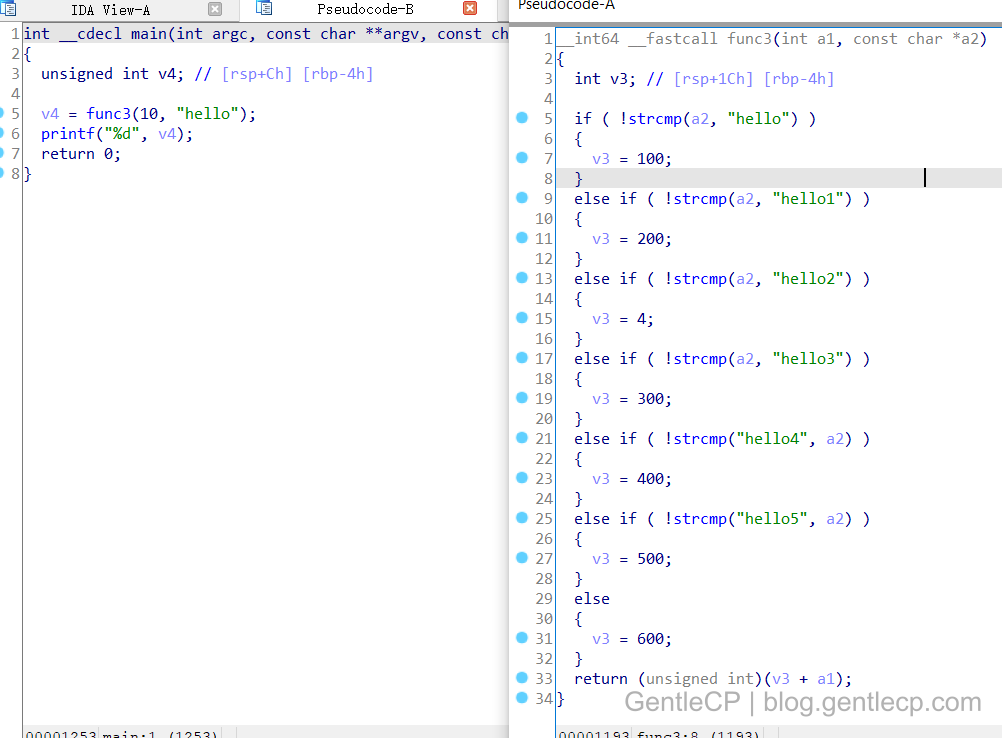 IDA View-A
Pseudocode-B
1 int __cdecl main(int argc, const char **argv, const ch
2 {
3 unsigned int v4; // [rsp+Ch] [rbp-4h]
4
5 v4 = func3(10, "hello");
6 printf("%d", v4);
7 return 0;
8 }
00001253 main:1 (1253)
Pseudocode-A
1 __int64 __fastcall func3(int a1, const char *a2)
2 {
3 int v3; // [rsp+1Ch] [rbp-4h]
4
5 if ( !strcmp(a2, "hello") )
6 {
7 v3 = 100;
8 }
9 else if ( !strcmp(a2, "hello1") )
10 {
11 v3 = 200;
12 }
13 else if ( !strcmp(a2, "hello2") )
14 {
15 v3 = 4;
16 }
17 else if ( !strcmp(a2, "hello3") )
18 {
19 v3 = 300;
20 }
21 else if ( !strcmp("hello4", a2) )
22 {
23 v3 = 400;
24 }
25 else if ( !strcmp("hello5", a2) )
26 {
27 v3 = 500;
28 }
29 else
30 {
31 v3 = 600;
32 }
33 return (unsigned int)(v3 + a1);
34 }
GentleCP | blog.gentlecp.com
00001193 func3:8 (1193)